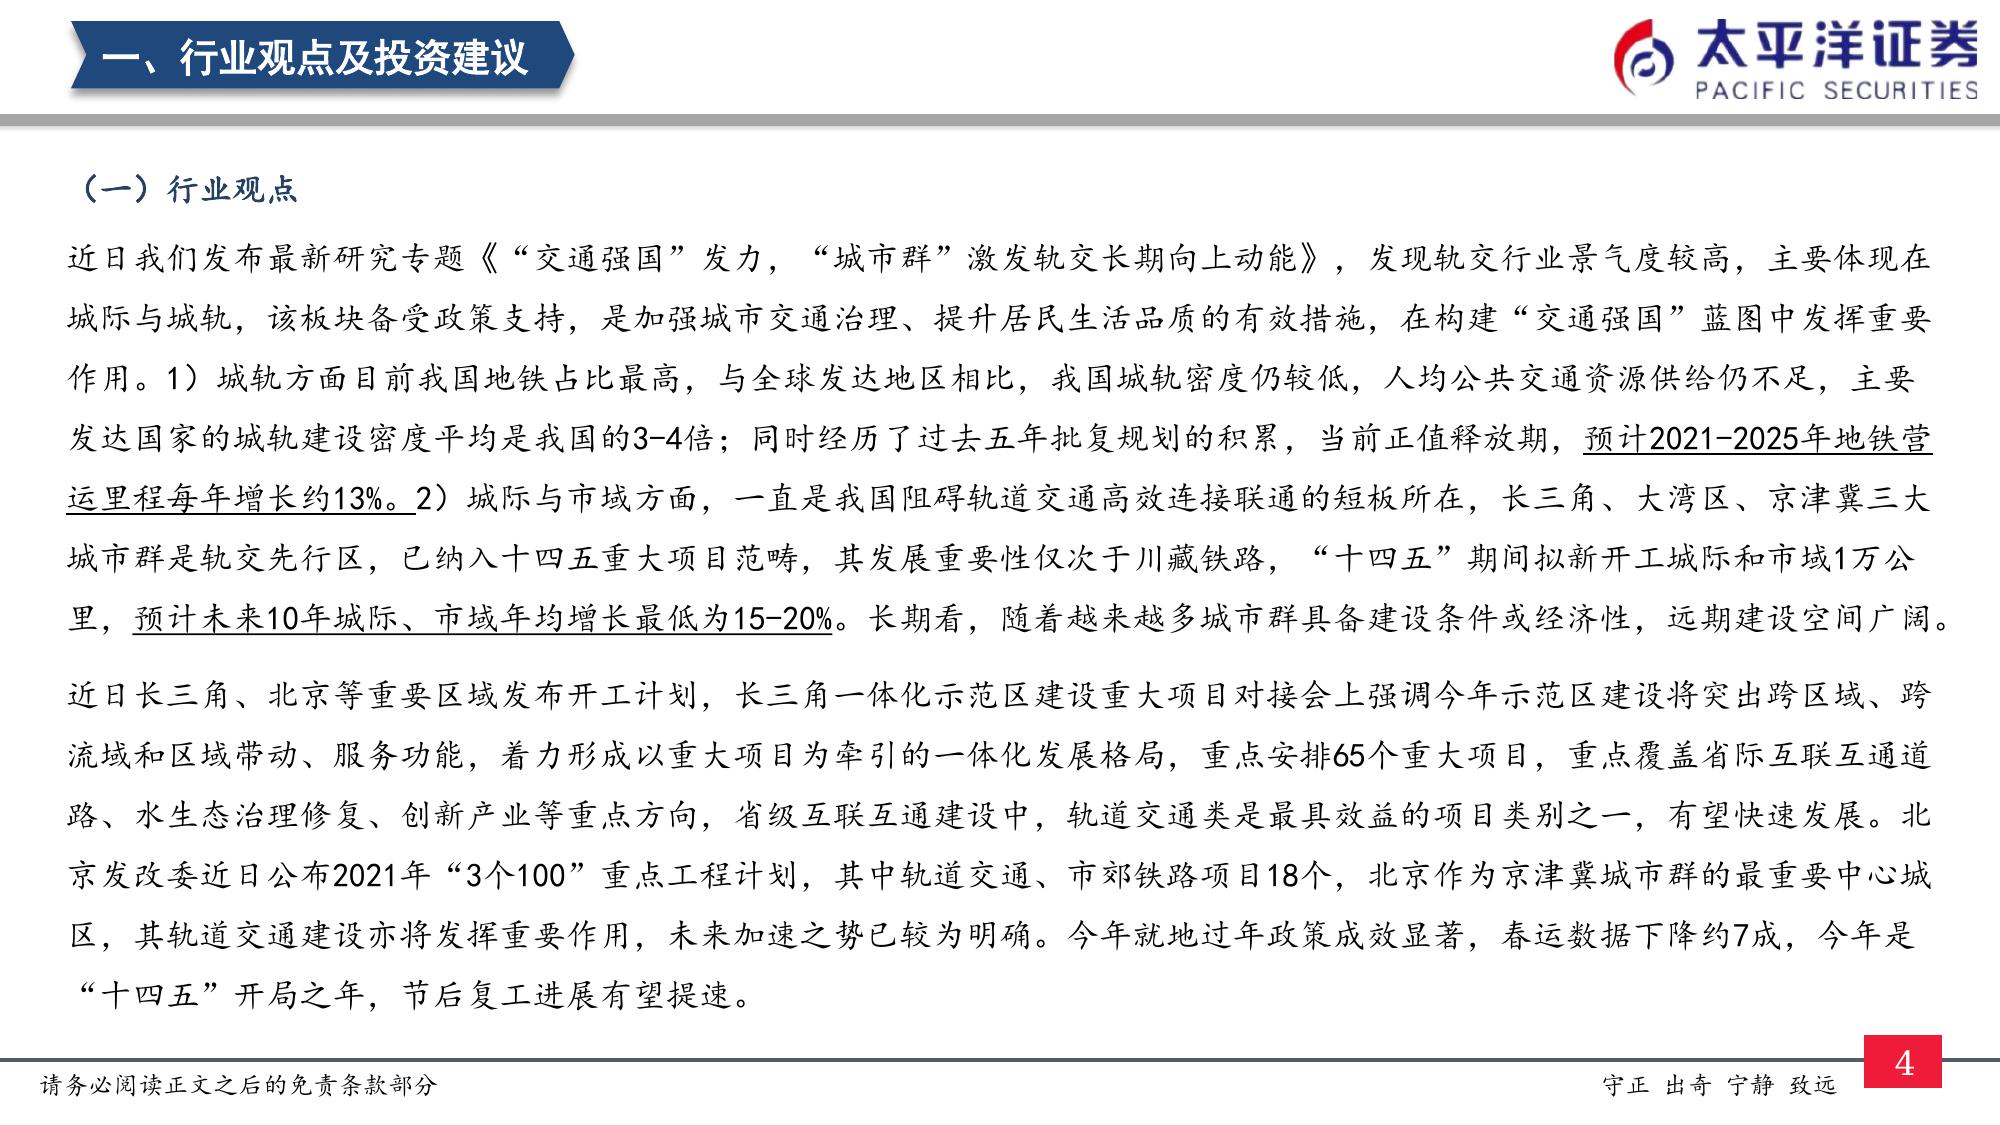 一、行业观点及投资建议
太平洋证券
PACIFIC SECURITIES
（一）行业观点
近日我们发布最新研究专题《“交通强国”发力，“城市群”激发轨交长期向上动能》，发现轨交行业景气度较高，主要体现在
城际与城轨，该板块备受政策支持，是加强城市交通治理、提升居民生活品质的有效措施，在构建“交通强国”蓝图中发挥重要
作用。1）城轨方面目前我国地铁占比最高，与全球发达地区相比，我国城轨密度仍较低，人均公共交通资源供给仍不足，主要
发达国家的城轨建设密度平均是我国的3-4倍；同时经历了过去五年批复规划的积累，当前正值释放期，预计2021-2025年地铁营
运里程每年增长约13%。2）城际与市域方面，一直是我国阻碍轨道交通高效连接联通的短板所在，长三角、大湾区、京津冀三大
城市群是轨交先行区，已纳入十四五重大项目范畴，其发展重要性仅次于川藏铁路，“十四五”期间拟新开工城际和市域1万公
里，预计未来10年城际、市域年均增长最低为15-20%。长期看，随着越来越多城市群具备建设条件或经济性，远期建设空间广阔。
近日长三角、北京等重要区域发布开工计划，长三角一体化示范区建设重大项目对接会上强调今年示范区建设将突出跨区域、跨
流域和区域带动、服务功能，着力形成以重大项目为牵引的一体化发展格局，重点安排65个重大项目，重点覆盖省际互联互通道
路、水生态治理修复、创新产业等重点方向，省级互联互通建设中，轨道交通类是最具效益的项目类别之一，有望快速发展。北
京发改委近日公布2021年“3个100”重点工程计划，其中轨道交通、市郊铁路项目18个，北京作为京津冀城市群的最重要中心城
区，其轨道交通建设亦将发挥重要作用，未来加速之势已较为明确。今年就地过年政策成效显著，春运数据下降约7成，今年是
“十四五”开局之年，节后复工进展有望提速。
请务必阅读正文之后的免责条款部分
守正 出奇 宁静 致远
4